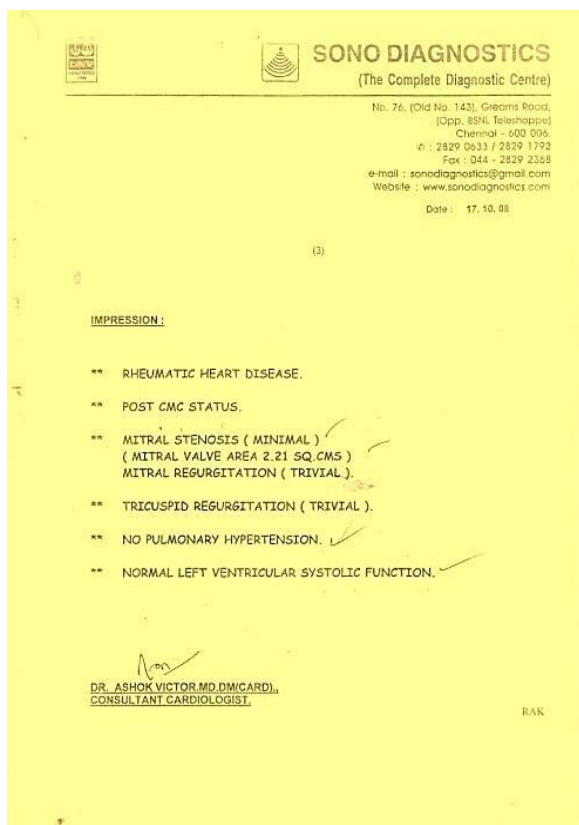 DNV
SONO DIAGNOSTICS
(The Complete Diagnostic Centre)
No. 76, (Old No. 143), Greams Road,
(Opp. BSNL Teleshoppe)
Chennai - 600 006.
✆ : 2829 0633 / 2829 1792
Fax : 044 - 2829 2368
e-mail : sonodiagnostics@gmail.com
Website : www.sonodiagnostics.com
Date : 17. 10. 08
(3)
IMPRESSION :
** RHEUMATIC HEART DISEASE.
** POST CMC STATUS.
** MITRAL STENOSIS ( MINIMAL )
( MITRAL VALVE AREA 2.21 SQ.CMS )
MITRAL REGURGITATION ( TRIVIAL ).
** TRICUSPID REGURGITATION ( TRIVIAL ).
** NO PULMONARY HYPERTENSION.
** NORMAL LEFT VENTRICULAR SYSTOLIC FUNCTION.
DR. ASHOK VICTOR.MD.DM(CARD).,
CONSULTANT CARDIOLOGIST.
RAK